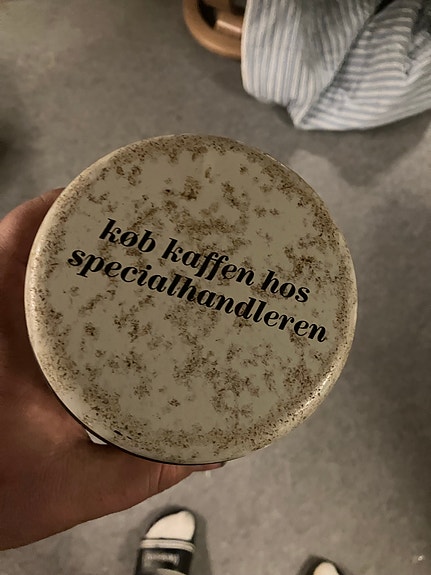 køb kaffen hos
specialhandleren